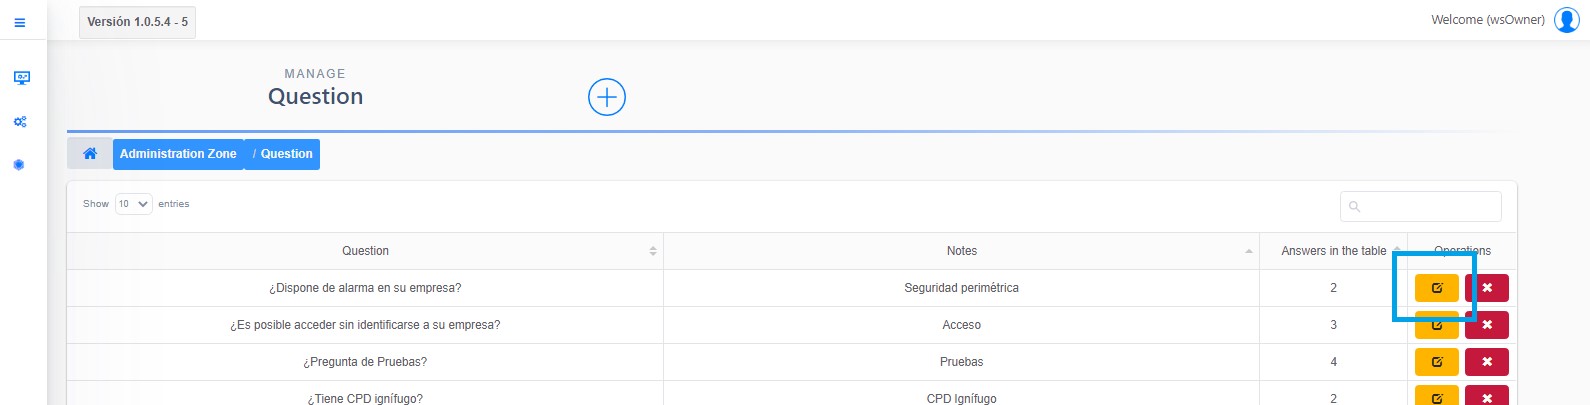 Versión 1.0.5.4 - 5
Welcome (wsOwner)
MANAGE
Question
Administration Zone / Question
Show 10 entries
Question Notes Answers in the table Operations
¿Dispone de alarma en su empresa? Seguridad perimétrica 2
¿Es posible acceder sin identificarse a su empresa? Acceso 3
¿Pregunta de Pruebas? Pruebas 4
¿Tiene CPD ignífugo? CPD Ignífugo 2